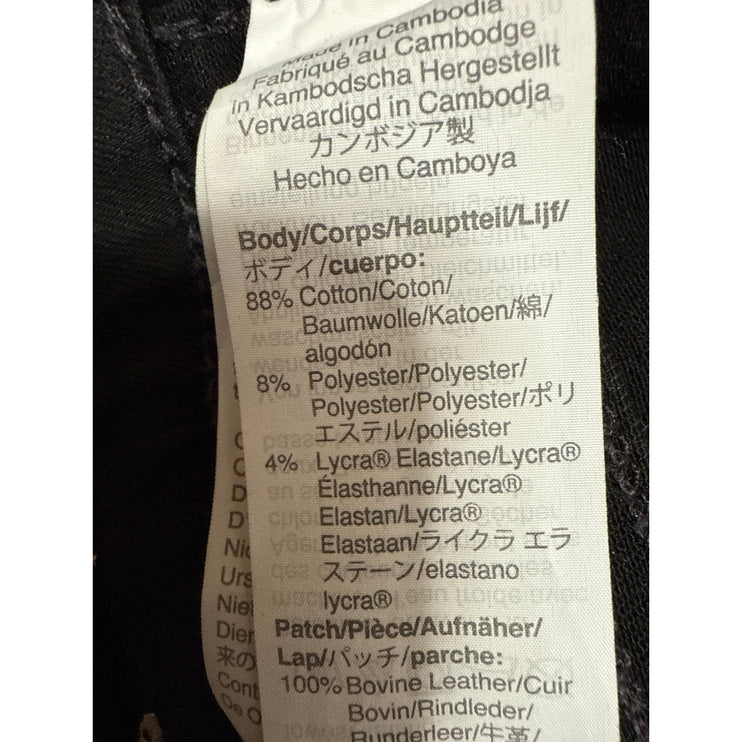 Made in Cambodia
Fabriqué au Cambodge
in Kambodscha Hergestellt
Vervaardigd in Cambodja
カンボジア製
Hecho en Camboya
Body/Corps/Hauptteil/Lijf/
ボディ/cuerpo:
88% Cotton/Coton/
Baumwolle/Katoen/綿/
algodón
8% Polyester/Polyester/
Polyester/Polyester/ポリ
エステル/poliéster
4% Lycra® Elastane/Lycra®
Élasthanne/Lycra®
Elastan/Lycra®
Elastaan/ライクラ エラ
ステーン/elastano
lycra®
Patch/Pièce/Aufnäher/
Lap/パッチ/parche:
100% Bovine Leather/Cuir
Bovin/Rindleder/
Runderleer/牛革/